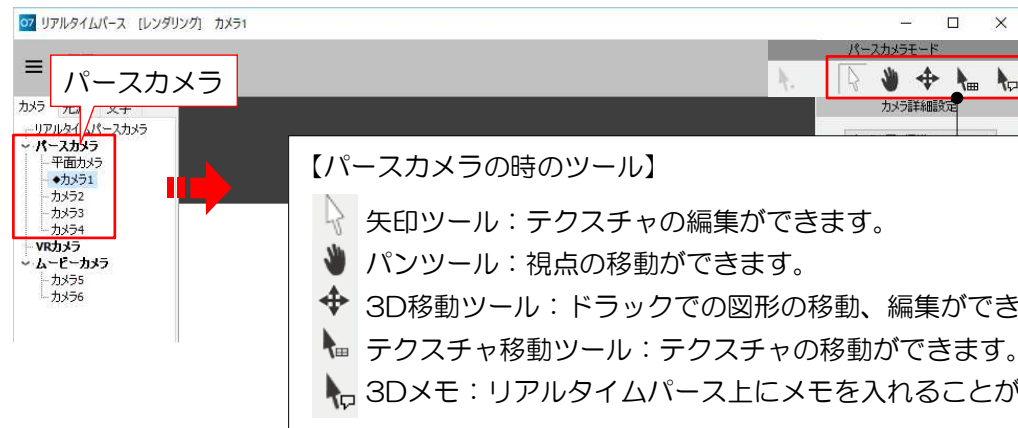 O7 リアルタイムパース [レンダリング] カメラ1
パースカメラモード
パースカメラ
カメラ 文字
カメラ詳細設定
リアルタイムパースカメラ
パースカメラ
平面カメラ
◆カメラ1
カメラ2
カメラ3
カメラ4
VRカメラ
ムービーカメラ
カメラ5
カメラ6
【パースカメラの時のツール】
矢印ツール：テクスチャの編集ができます。
パンツール：視点の移動ができます。
3D移動ツール：ドラックでの図形の移動、編集ができ
テクスチャ移動ツール：テクスチャの移動ができます。
3Dメモ：リアルタイムパース上にメモを入れることが